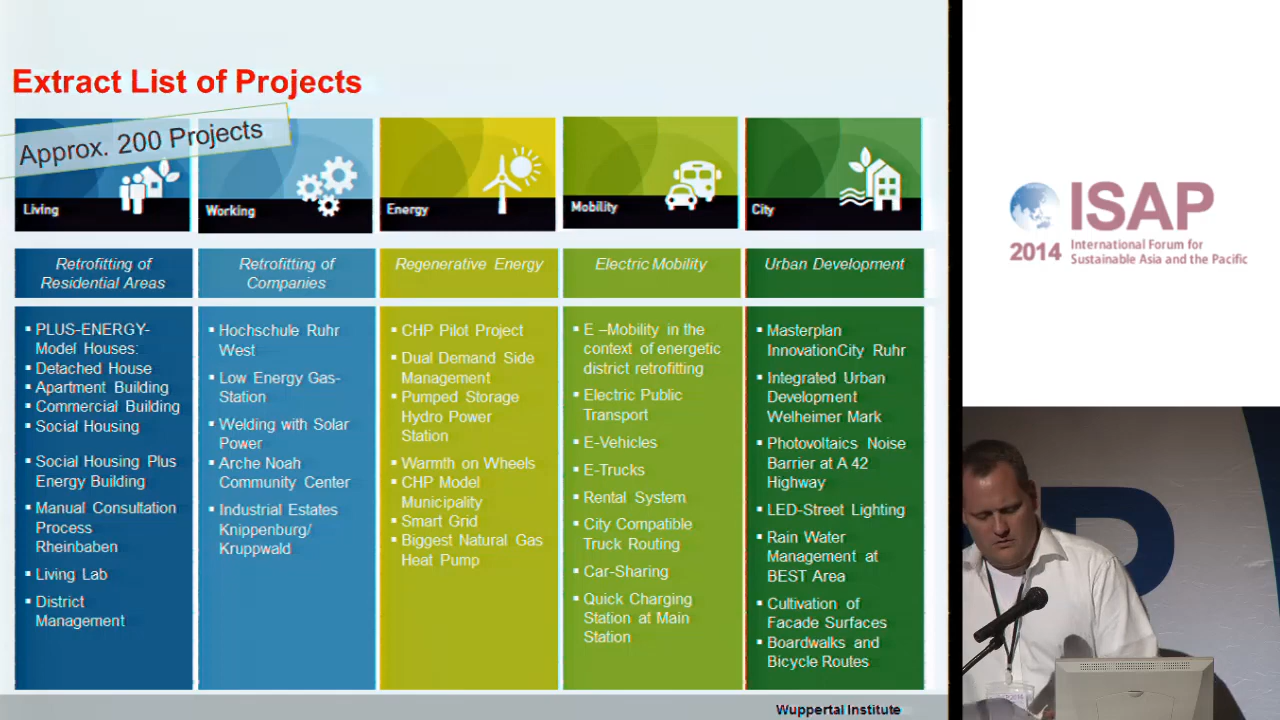 Extract List of Projects
Approx. 200 Projects
Living
Working
Energy
Mobility
City
Retrofitting of
Residential Areas
Retrofitting of
Companies
Regenerative Energy
Electric Mobility
Urban Development
▪ PLUS-ENERGY-
Model Houses:
▪ Detached House
▪ Apartment Building
▪ Commercial Building
▪ Social Housing
▪ Social Housing Plus
Energy Building
▪ Manual Consultation
Process
Rheinbaben
▪ Living Lab
▪ District
Management
▪ Hochschule Ruhr
West
▪ Low Energy Gas-
Station
▪ Welding with Solar
Power
▪ Arche Noah
Community Center
▪ Industrial Estates
Knippenburg/
Kruppwald
▪ CHP Pilot Project
▪ Dual Demand Side
Management
▪ Pumped Storage
Hydro Power
Station
▪ Warmth on Wheels
▪ CHP Model
Municipality
▪ Smart Grid
▪ Biggest Natural Gas
Heat Pump
▪ E –Mobility in the
context of energetic
district retrofitting
▪ Electric Public
Transport
▪ E-Vehicles
▪ E-Trucks
▪ Rental System
▪ City Compatible
Truck Routing
▪ Car-Sharing
▪ Quick Charging
Station at Main
Station
▪ Masterplan
InnovationCity Ruhr
▪ Integrated Urban
Development
Welheimer Mark
▪ Photovoltaics Noise
Barrier at A 42
Highway
▪ LED-Street Lighting
▪ Rain Water
Management at
BEST Area
▪ Cultivation of
Facade Surfaces
▪ Boardwalks and
Bicycle Routes
Wuppertal Institute
ISAP
2014
International Forum for
Sustainable Asia and the Pacific